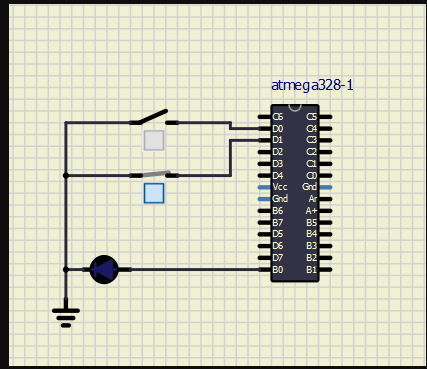 atmega328-1
C6 C5
D0 C4
D1 C3
D2 C2
D3 C1
D4 C0
Vcc Gnd
Gnd Ar
B6 A+
B7 B5
D5 B4
D6 B3
D7 B2
B0 B1